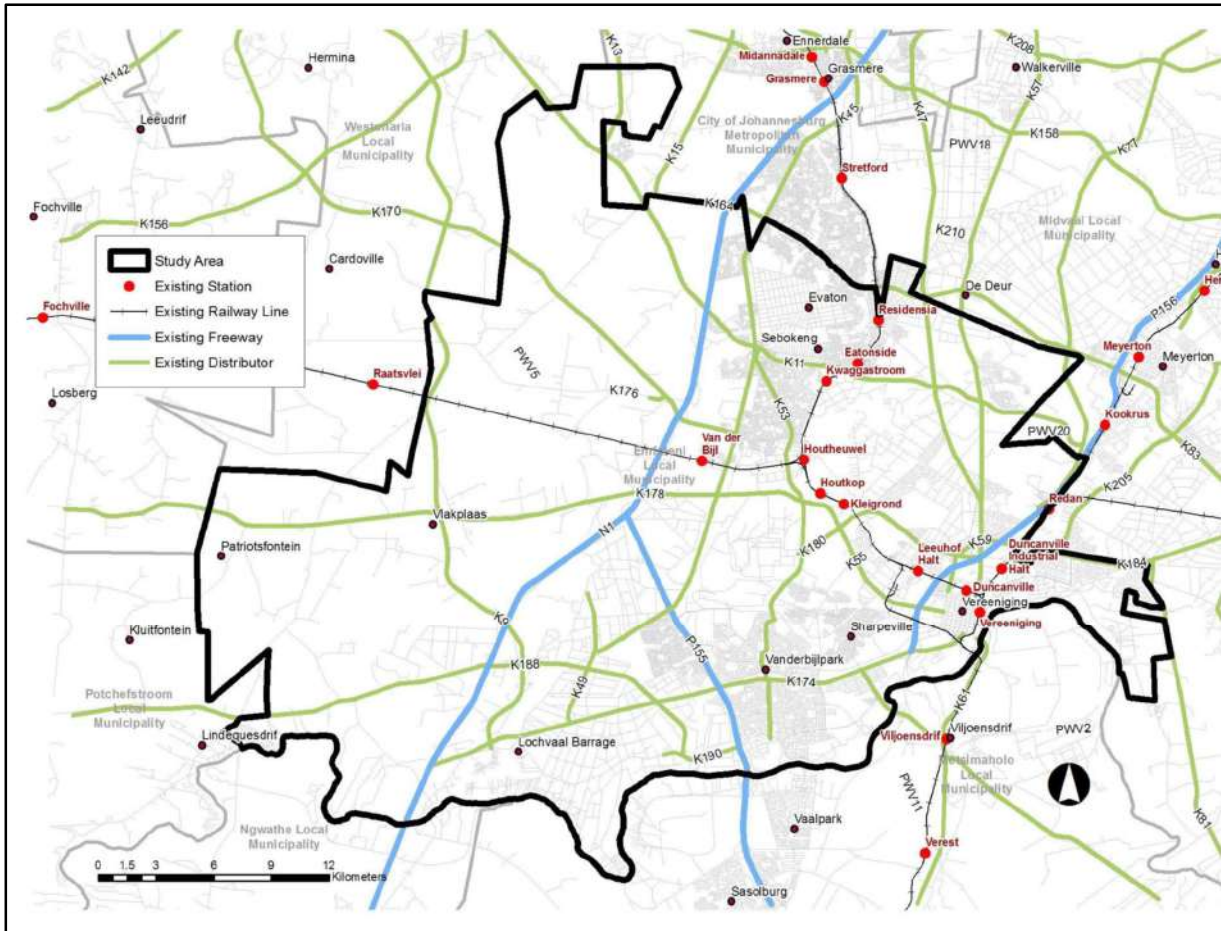 Hermina
K13
Ennerdale
Midannadale
Grasmere
Grasmere
K208
Walkerville
K142
K57
Leeudrif
Westonaria
Local
Municipality
City of Johannesburg
Metropolitan
Municipality
K45
K47
K158
PWV18
K77
K15
Stretford
Fochville
K156
K170
K164
K210
Midvaal Local
Municipality
Study Area
Existing Station
Existing Railway Line
Existing Freeway
Existing Distributor
Cardoville
Fochville
De Deur
P156
Evaton
Residensia
Sebokeng
Eatonside
K11
Kwaggastroom
Meyerton
Meyerton
PWV5
Raatsvlei
Losberg
K176
K53
Kookrus
PWV20
K83
Van der
Bijl
Houtheuwel
Local
Municipality
K178
Houtkop
Kleigrond
K205
Redan
Vlakplaas
N1
Patriotsfontein
K180
K55
K59
Leeuhof
Halt
Duncanville
Industrial
Halt
K184
Duncanville
Vereeniging
Vereeniging
Kluitfontein
K9
P155
Sharpeville
K188
Vanderbijlpark
K174
K49
K61
Potchefstroom
Local
Municipality
Lindequesdrif
Lochvaal Barrage
K190
Viljoensdrif
Viljoensdrif
PWV2
Local
Municipality
PWV11
Ngwathe Local
Municipality
Vaalpark
K81
Verest
0 1.5 3 6 9 12
Kilometers
Sasolburg